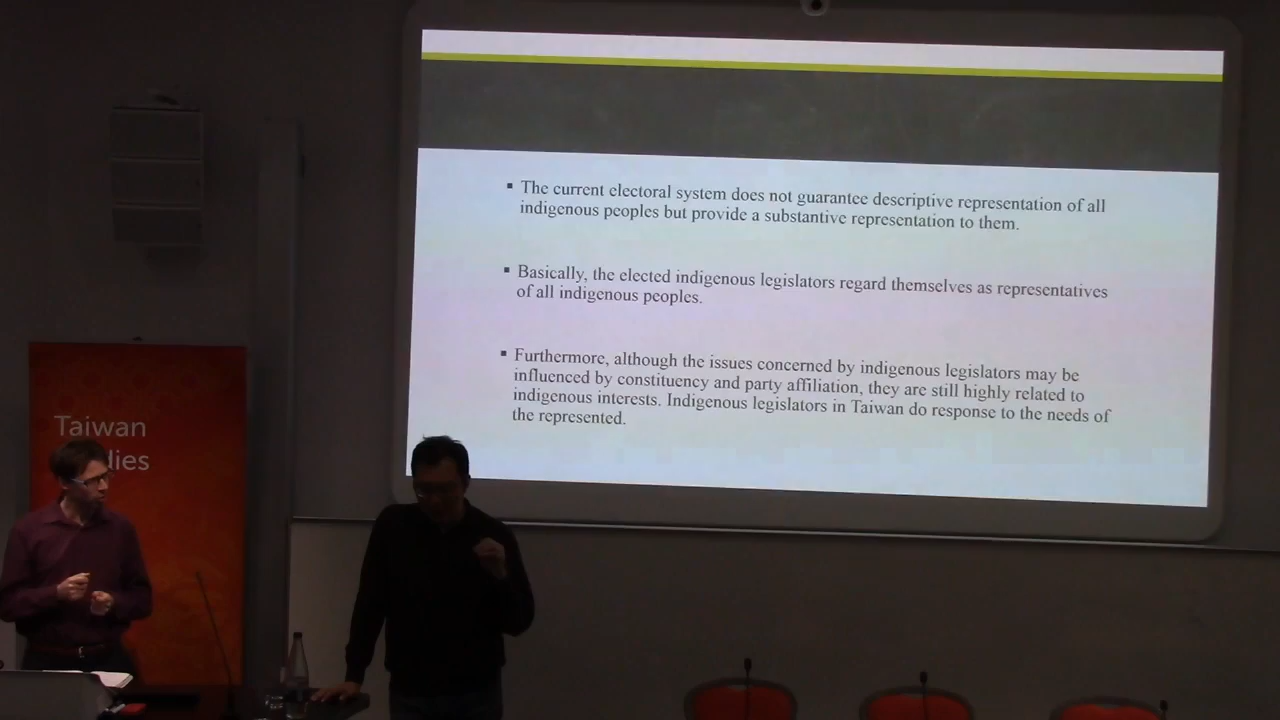 ▪ The current electoral system does not guarantee descriptive representation of all
indigenous peoples but provide a substantive representation to them.
▪ Basically, the elected indigenous legislators regard themselves as representatives
of all indigenous peoples.
▪ Furthermore, although the issues concerned by indigenous legislators may be
influenced by constituency and party affiliation, they are still highly related to
indigenous interests. Indigenous legislators in Taiwan do response to the needs of
the represented.
Taiwan
dies